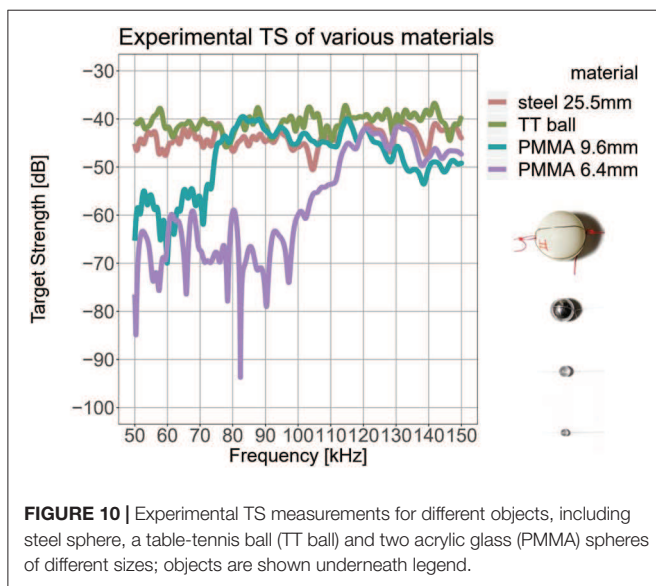 Experimental TS of various materials
−30
−40
−50
−60
−70
−80
−90
−100
Target Strength [dB]
50 60 70 80 90 100 110 120 130 140 150
Frequency [kHz]
material
steel 25.5mm
TT ball
PMMA 9.6mm
PMMA 6.4mm
FIGURE 10 | Experimental TS measurements for different objects, including
steel sphere, a table-tennis ball (TT ball) and two acrylic glass (PMMA) spheres
of different sizes; objects are shown underneath legend.